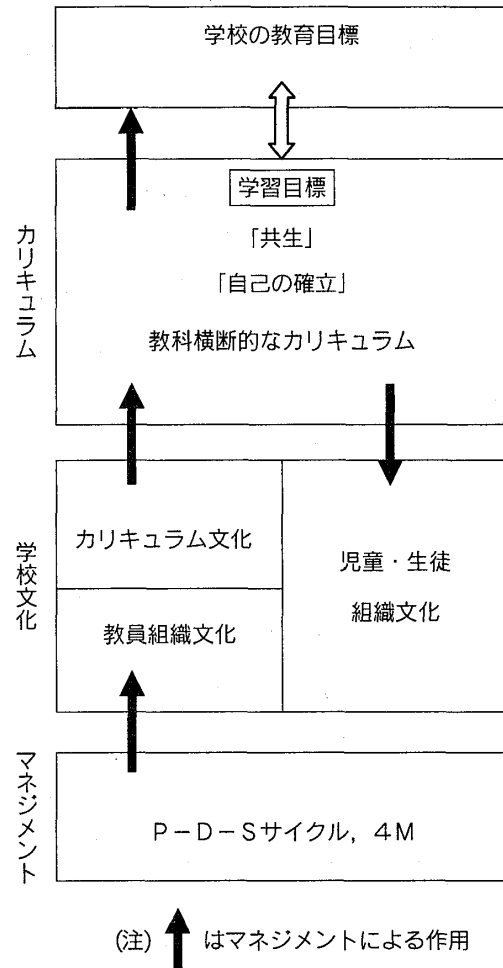 学校の教育目標
学習目標
「共生」
「自己の確立」
教科横断的なカリキュラム
カリキュラム
カリキュラム文化
教員組織文化
児童・生徒
組織文化
学校文化
P－D－Sサイクル，4M
マネジメント
(注) はマネジメントによる作用